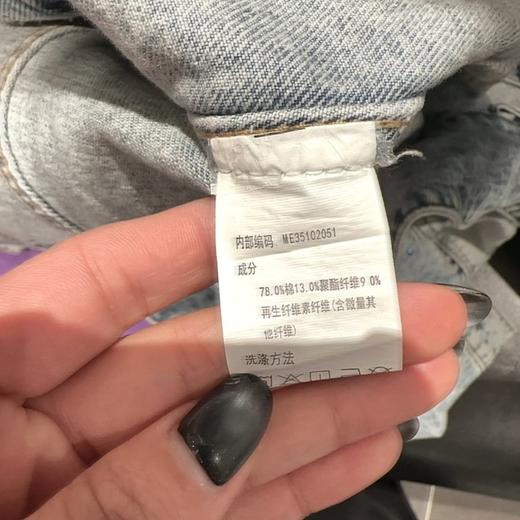 内部编码 ME35102051
成分
78.0%棉13.0%聚酯纤维9.0%
再生纤维素纤维(含微量其
他纤维)
洗涤方法